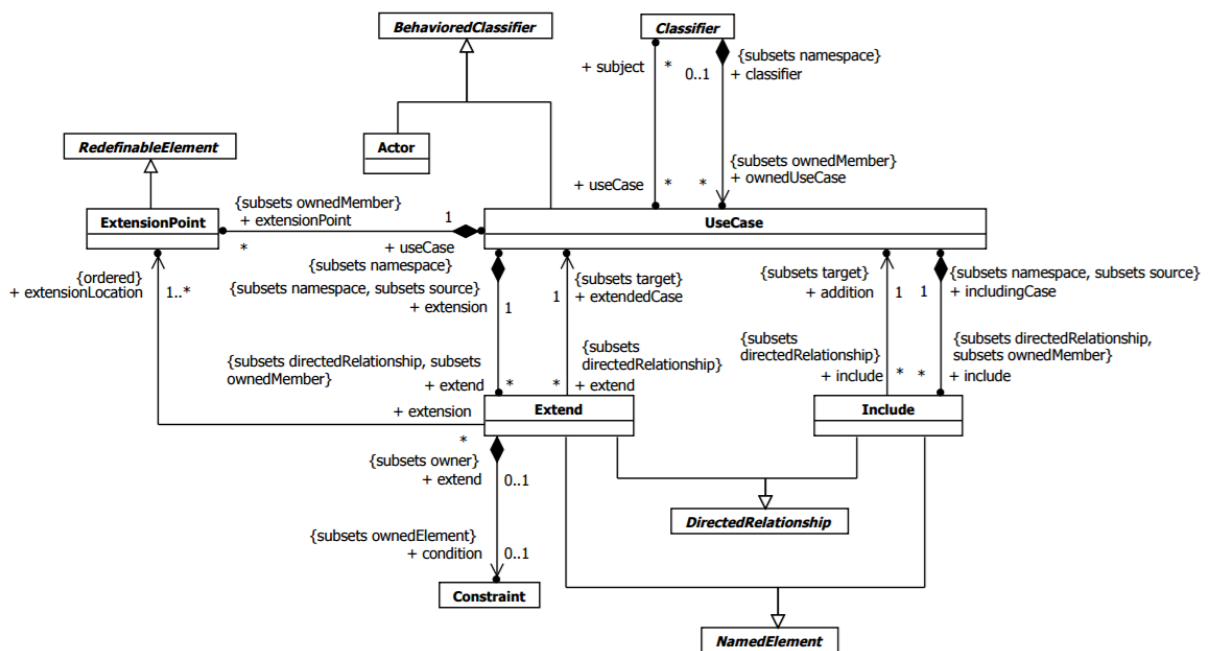 BehavioredClassifier
Classifier
+ subject
*
0..1
{subsets namespace}
+ classifier
RedefinableElement
Actor
{subsets ownedMember}
+ ownedUseCase
+ useCase
*
*
{subsets ownedMember}
+ extensionPoint
1
ExtensionPoint
UseCase
*
+ useCase
{subsets namespace}
{ordered}
+ extensionLocation
1..*
{subsets namespace, subsets source}
+ extension
1
{subsets target}
+ extendedCase
1
{subsets target}
+ addition
1
1
{subsets namespace, subsets source}
+ includingCase
{subsets directedRelationship, subsets
ownedMember}
+ extend
*
*
{subsets
directedRelationship}
+ extend
{subsets
directedRelationship}
+ include
*
*
{subsets directedRelationship,
subsets ownedMember}
+ include
+ extension
*
Extend
Include
{subsets owner}
+ extend
0..1
DirectedRelationship
{subsets ownedElement}
+ condition
0..1
Constraint
NamedElement